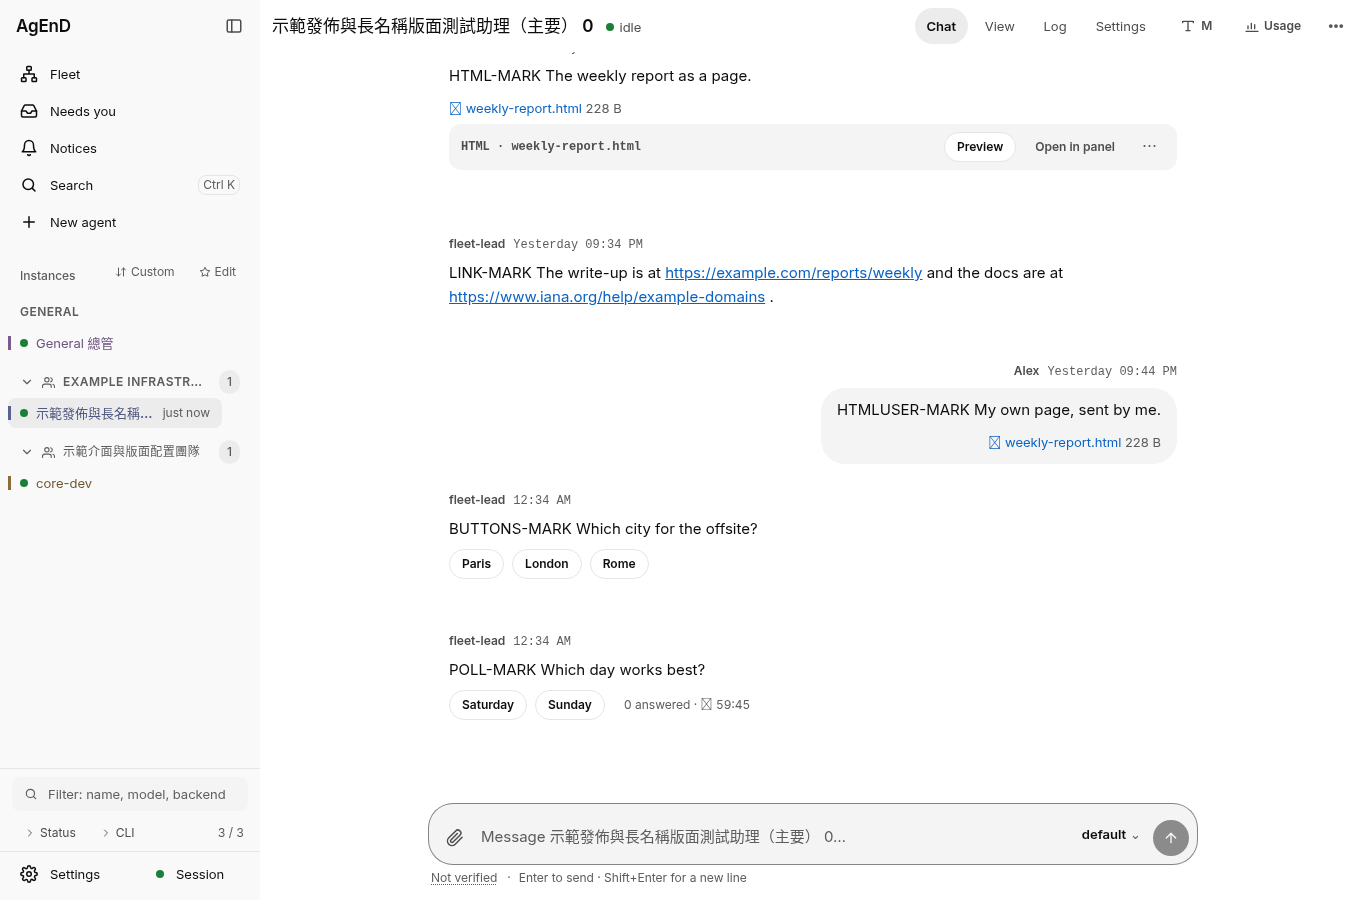 AgEnD
Fleet
Needs you
Notices
Search Ctrl K
New agent
Instances Custom Edit
GENERAL
General 總管
EXAMPLE INFRASTR... 1
示範發佈與長名稱... just now
示範介面與版面配置團隊 1
core-dev
Filter: name, model, backend
Status CLI 3 / 3
Settings Session
示範發佈與長名稱版面測試助理（主要） 0 idle
Chat View Log Settings T M Usage •••
HTML-MARK The weekly report as a page.
weekly-report.html 228 B
HTML · weekly-report.html Preview Open in panel ···
fleet-lead Yesterday 09:34 PM
LINK-MARK The write-up is at https://example.com/reports/weekly and the docs are at
https://www.iana.org/help/example-domains .
Alex Yesterday 09:44 PM
HTMLUSER-MARK My own page, sent by me.
weekly-report.html 228 B
fleet-lead 12:34 AM
BUTTONS-MARK Which city for the offsite?
Paris London Rome
fleet-lead 12:34 AM
POLL-MARK Which day works best?
Saturday Sunday 0 answered · 59:45
Message 示範發佈與長名稱版面測試助理（主要） 0... default
Not verified · Enter to send · Shift+Enter for a new line